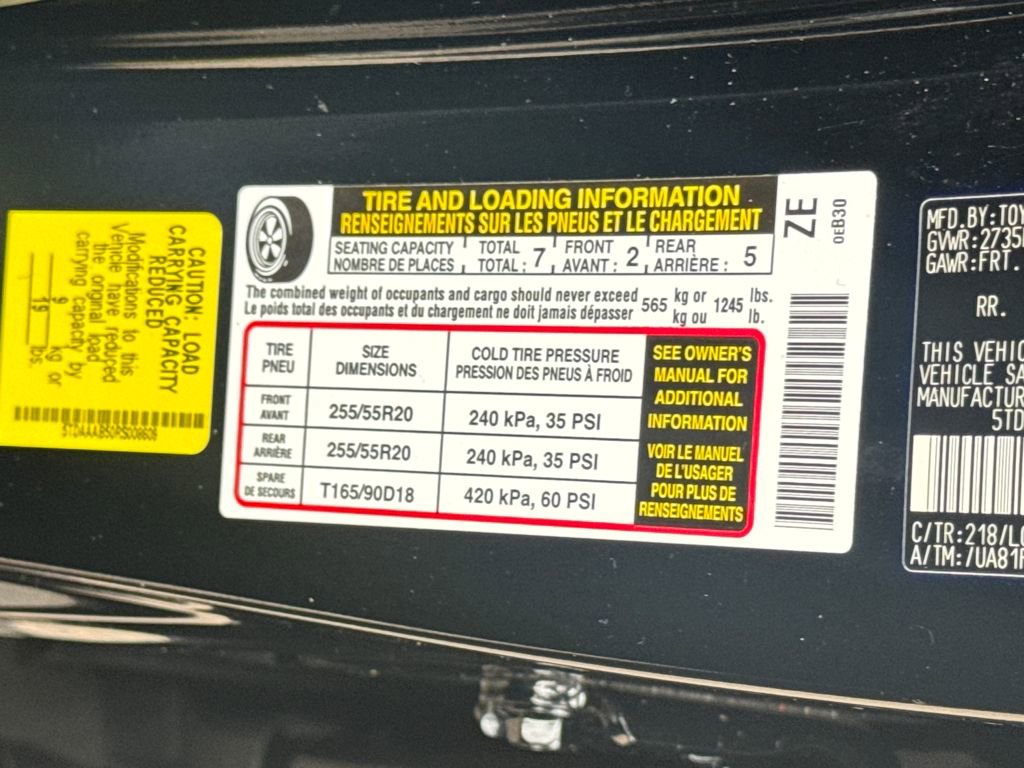 CAUTION: LOAD
CARRYING CAPACITY
REDUCED
Modifications to this
Vehicle have reduced
the original load
carrying capacity by
9 kg or
19 lbs.
TIRE AND LOADING INFORMATION
RENSEIGNEMENTS SUR LES PNEUS ET LE CHARGEMENT
SEATING CAPACITY TOTAL FRONT REAR
NOMBRE DE PLACES TOTAL : 7 AVANT : 2 ARRIÈRE : 5
The combined weight of occupants and cargo should never exceed 565 kg or 1245 lbs.
Le poids total des occupants et du chargement ne doit jamais dépasser kg ou lb.
TIRE SIZE COLD TIRE PRESSURE
PNEU DIMENSIONS PRESSION DES PNEUS À FROID
FRONT
AVANT 255/55R20 240 kPa, 35 PSI
REAR
ARRIÈRE 255/55R20 240 kPa, 35 PSI
SPARE
DE SECOURS T165/90D18 420 kPa, 60 PSI
SEE OWNER'S
MANUAL FOR
ADDITIONAL
INFORMATION
VOIR LE MANUEL
DE L'USAGER
POUR PLUS DE
RENSEIGNEMENTS
ZE
0EB30
MFD.BY:TOY
GVWR:2735
GAWR:FRT.
RR.
THIS VEHIC
VEHICLE SA
MANUFACTUR
5TD
C/TR:218/L
A/TM:/UA81